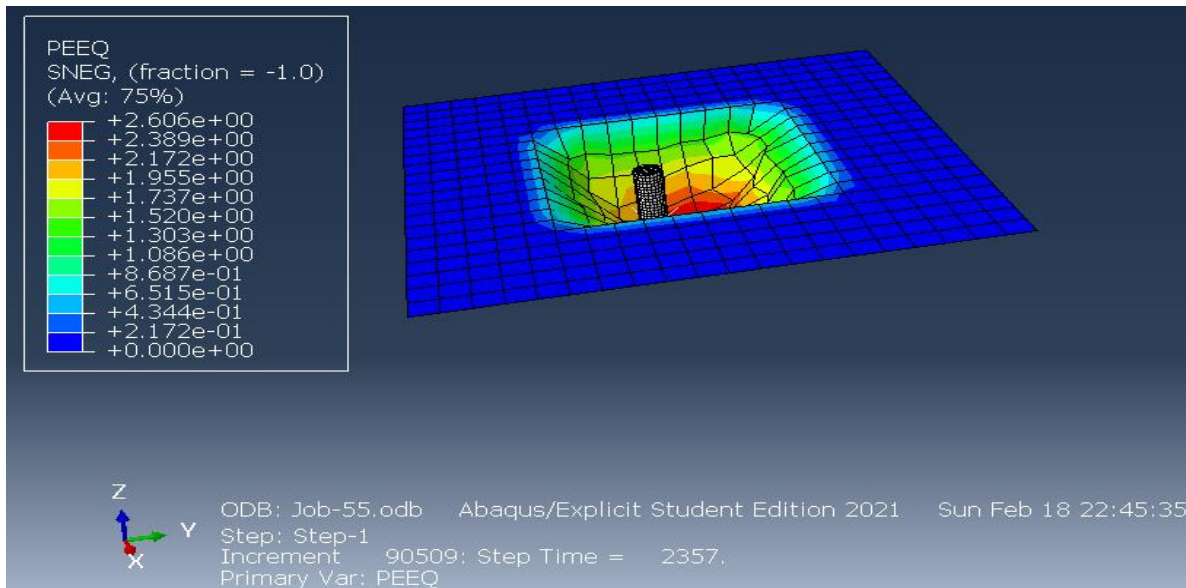 PEEQ
SNEG, (fraction = -1.0)
(Avg: 75%)
+2.606e+00
+2.389e+00
+2.172e+00
+1.955e+00
+1.737e+00
+1.520e+00
+1.303e+00
+1.086e+00
+8.687e-01
+6.515e-01
+4.344e-01
+2.172e-01
+0.000e+00
Z
Y
X
ODB: Job-55.odb Abaqus/Explicit Student Edition 2021 Sun Feb 18 22:45:35
Step: Step-1
Increment 90509: Step Time = 2357.
Primary Var: PEEQ